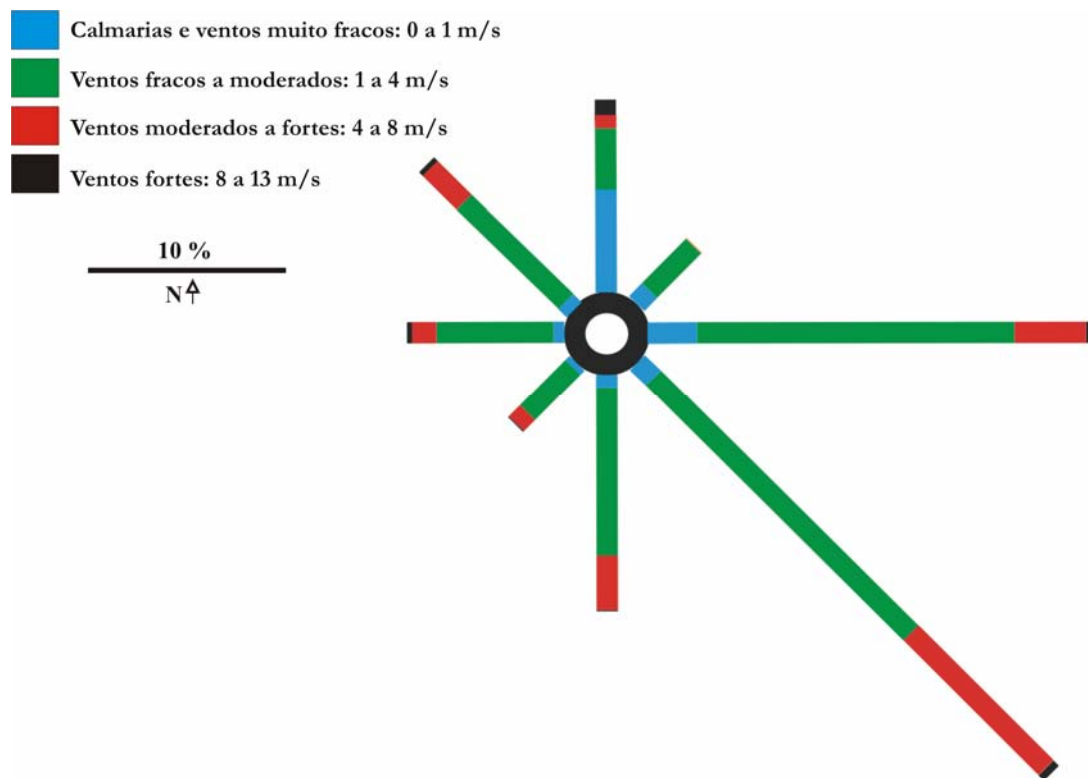 Calmarias e ventos muito fracos: 0 a 1 m/s
Ventos fracos a moderados: 1 a 4 m/s
Ventos moderados a fortes: 4 a 8 m/s
Ventos fortes: 8 a 13 m/s
10 %
N